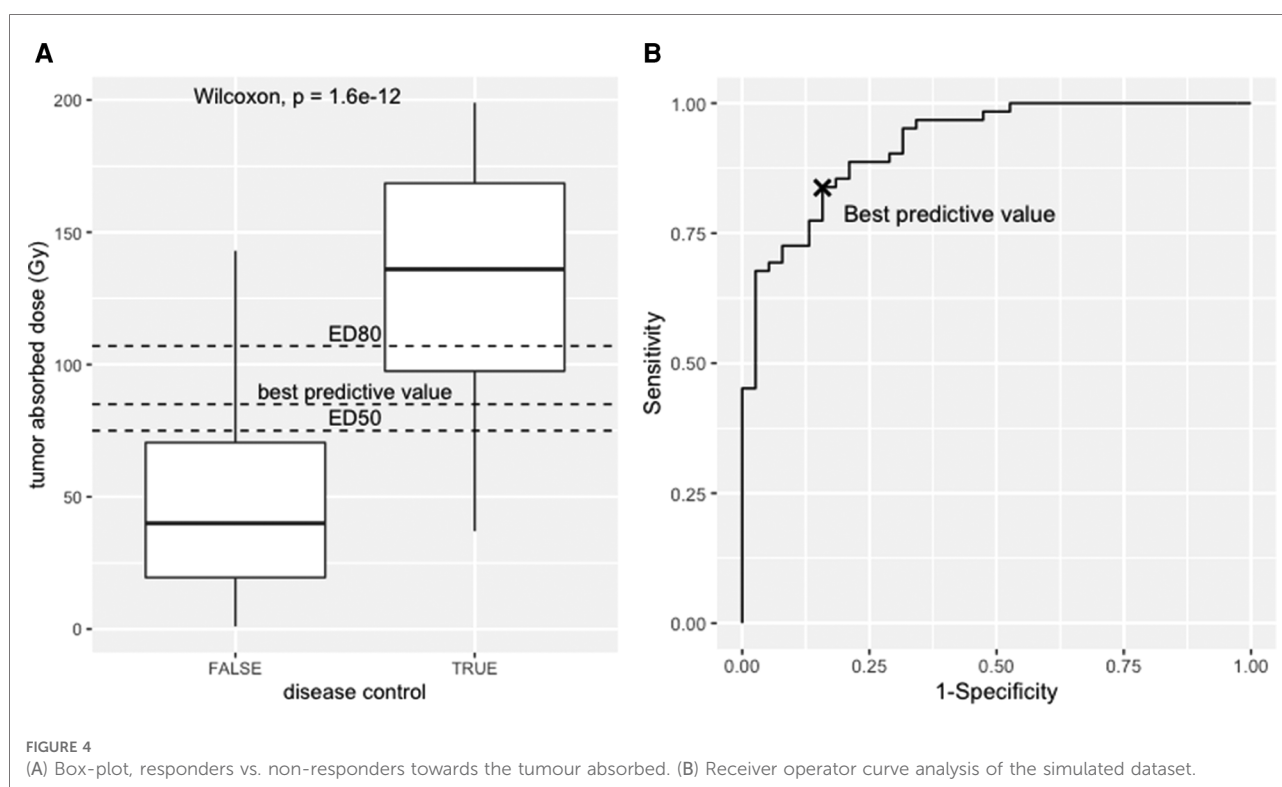 A
Wilcoxon, p = 1.6e-12
200
150
100
50
0
tumor absorbed dose (Gy)
ED80
best predictive value
ED50
FALSE
TRUE
disease control
B
1.00
0.75
0.50
0.25
0.00
Sensitivity
Best predictive value
0.00
0.25
0.50
0.75
1.00
1-Specificity
FIGURE 4
(A) Box-plot, responders vs. non-responders towards the tumour absorbed. (B) Receiver operator curve analysis of the simulated dataset.